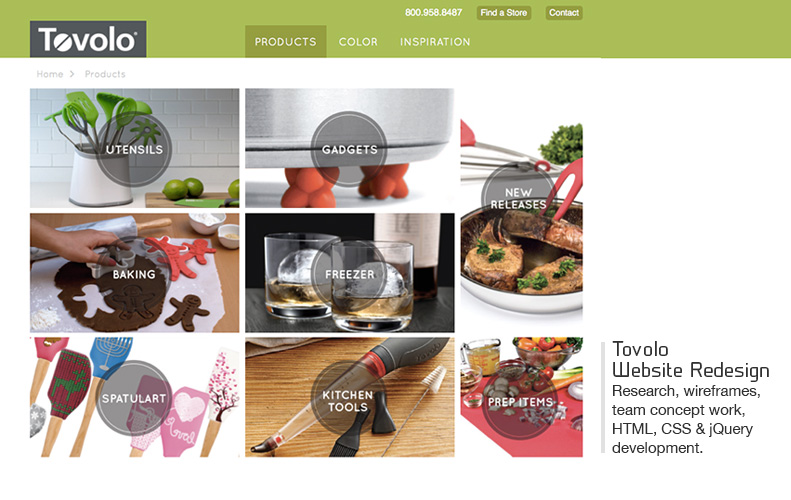 800.958.8487 Find a Store Contact
Tovolo®
PRODUCTS COLOR INSPIRATION
Home > Products
UTENSILS
GADGETS
NEW
RELEASES
BAKING
FREEZER
SPATULART
Tovolo
KITCHEN
TOOLS
PREP ITEMS
Tovolo
Website Redesign
Research, wireframes,
team concept work,
HTML, CSS & jQuery
development.